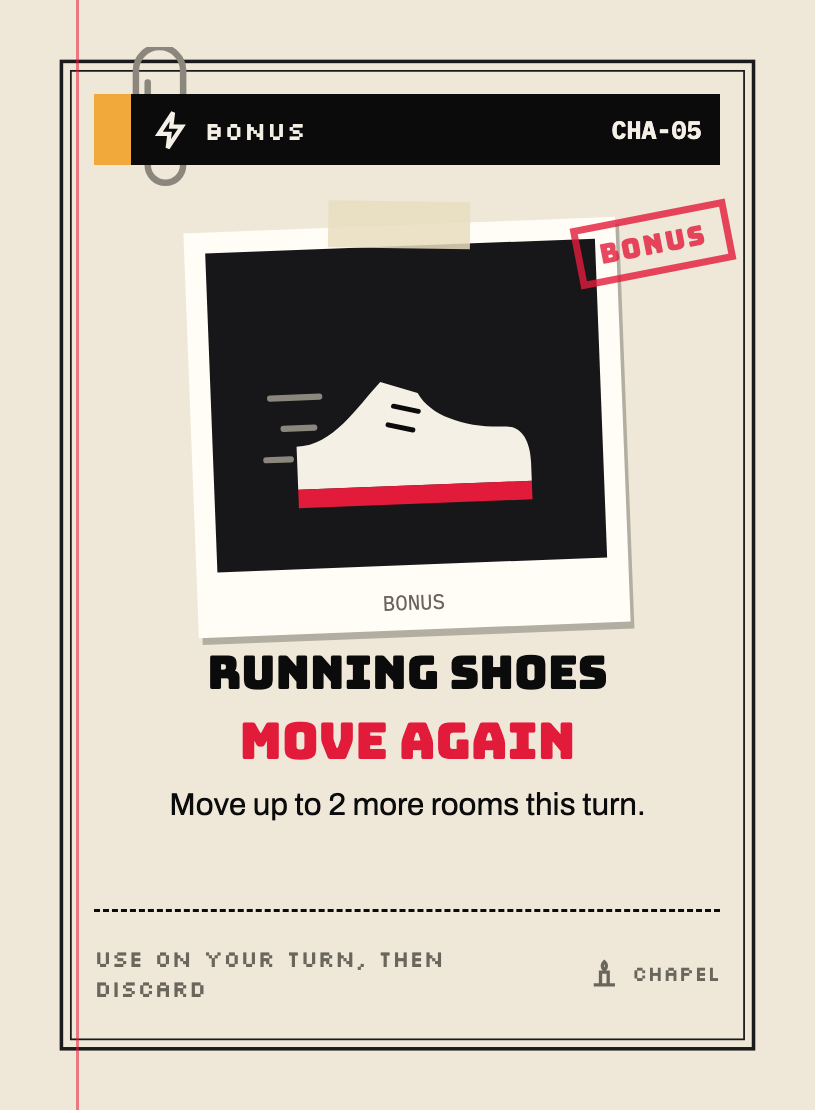 BONUS
CHA-05
BONUS
BONUS
RUNNING SHOES
MOVE AGAIN
Move up to 2 more rooms this turn.
USE ON YOUR TURN, THEN
DISCARD
CHAPEL